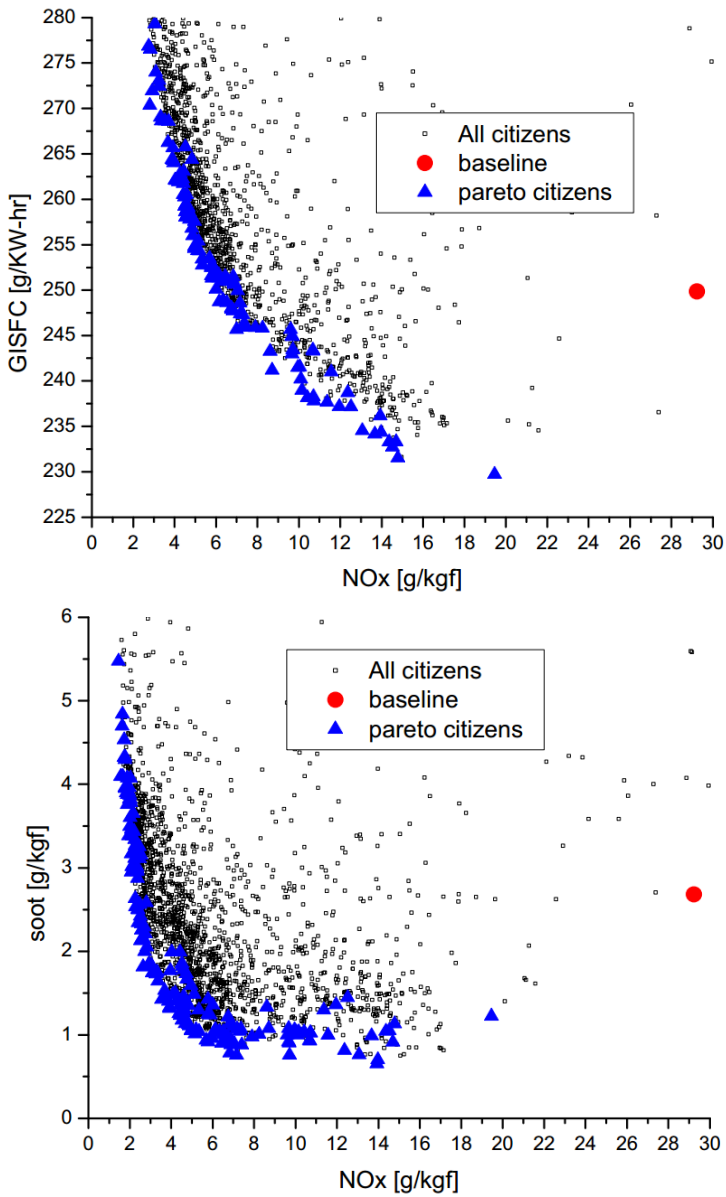 280
275
270
265
260
255
250
245
240
235
230
225
GISFC [g/KW-hr]
All citizens
baseline
pareto citizens
0 2 4 6 8 10 12 14 16 18 20 22 24 26 28 30
NOx [g/kgf]
6
5
4
3
2
1
0
soot [g/kgf]
All citizens
baseline
pareto citizens
0 2 4 6 8 10 12 14 16 18 20 22 24 26 28 30
NOx [g/kgf]